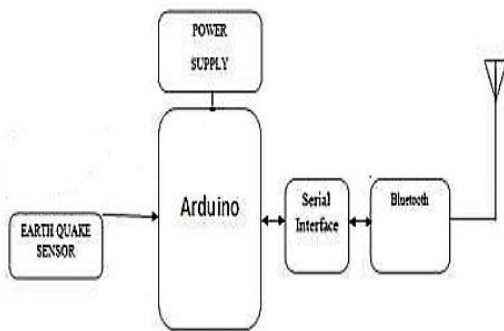 POWER
SUPPLY
Arduino
EARTH QUAKE
SENSOR
Serial
Interface
Bluetooth